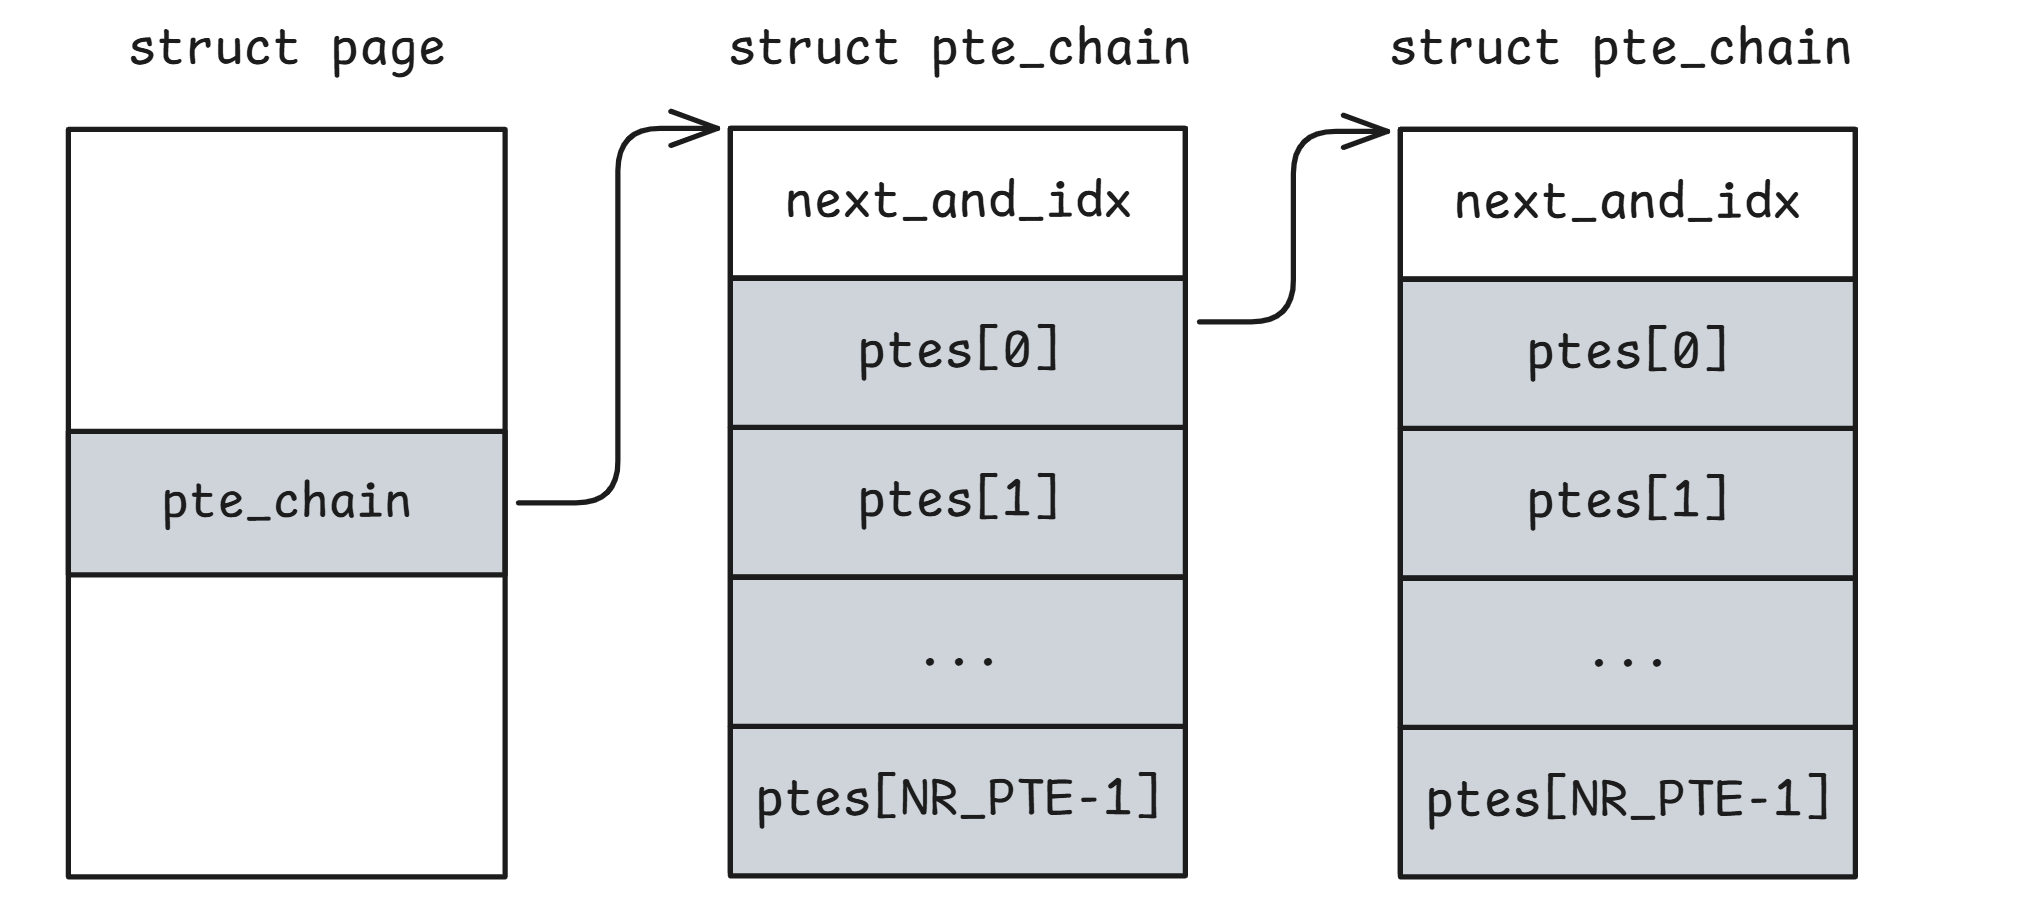 struct page
pte_chain
struct pte_chain
next_and_idx
ptes[0]
ptes[1]
...
ptes[NR_PTE-1]
struct pte_chain
next_and_idx
ptes[0]
ptes[1]
...
ptes[NR_PTE-1]